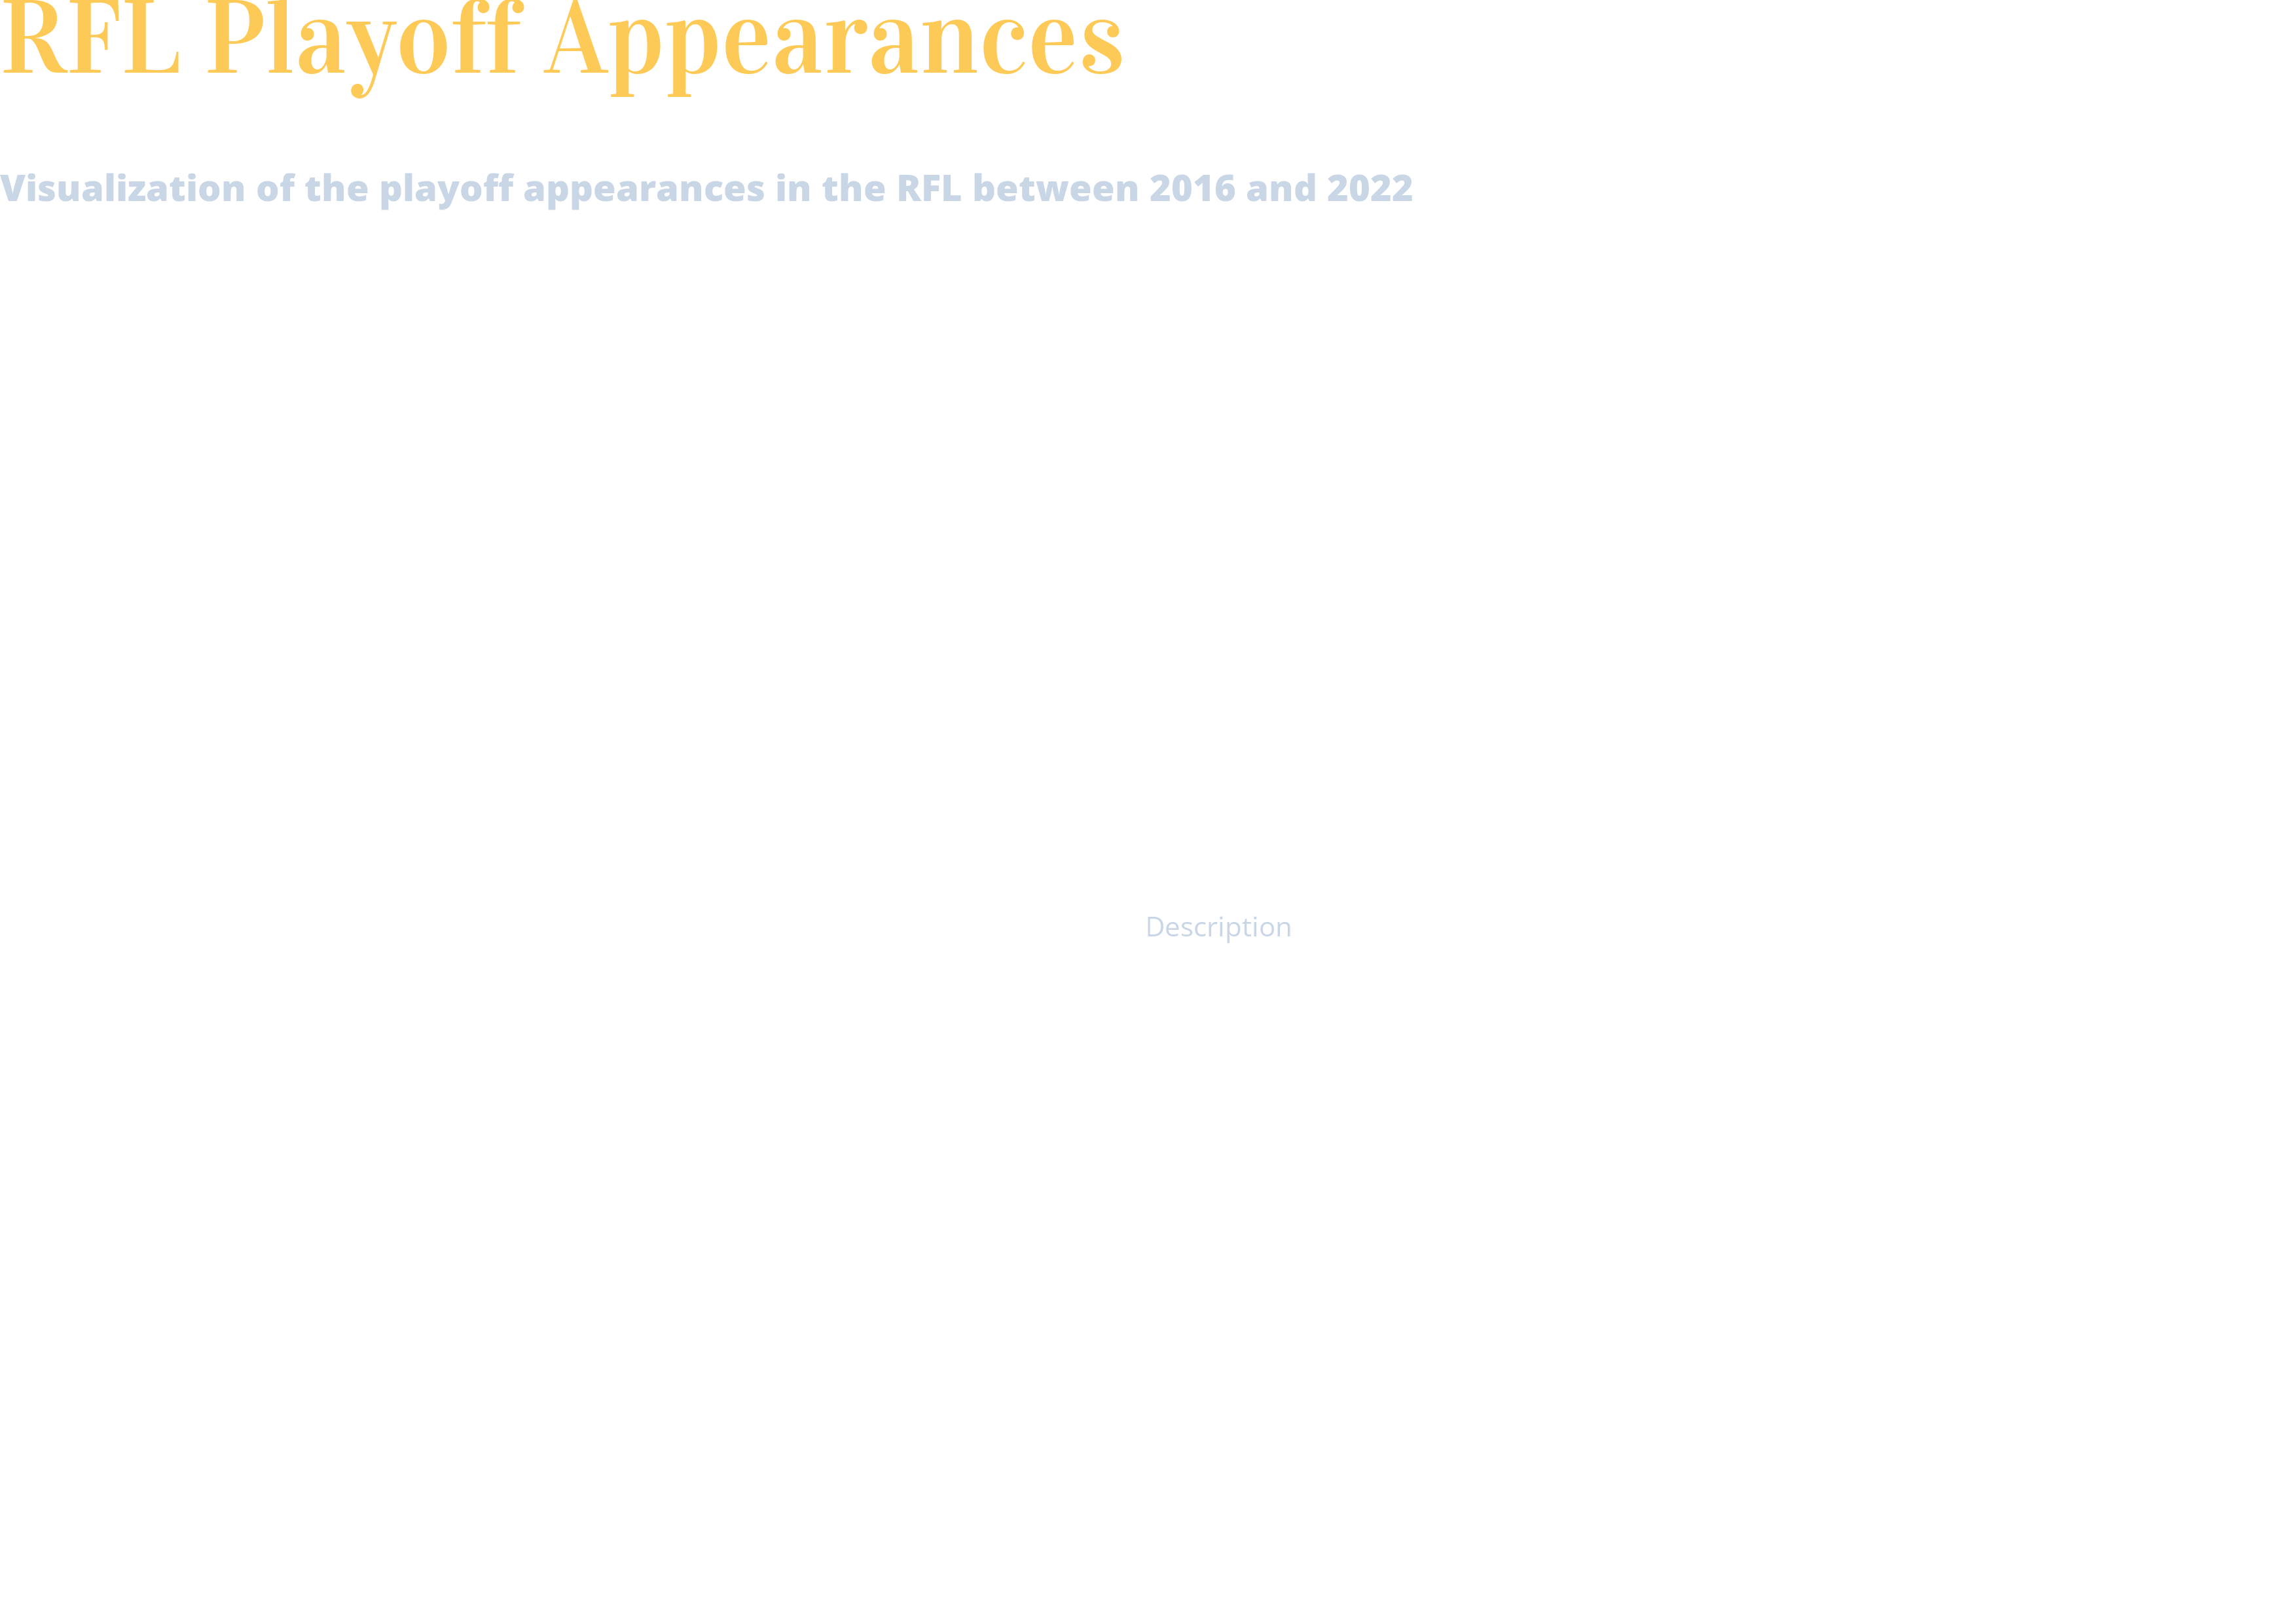 RFL Playoff Appearances
Visualization of the playoff appearances in the RFL between 2016 and 2022
Description